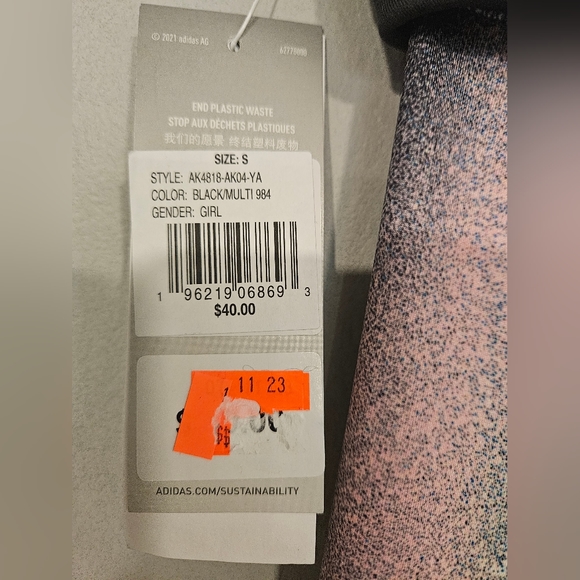 © 2021 adidas AG
END PLASTIC WASTE
STOP AUX DÉCHETS PLASTIQUES
我们的愿景 终结塑料废物
SIZE: S
STYLE: AK4818-AK04-YA
COLOR: BLACK/MULTI 984
GENDER: GIRL
1 96219 06869 3
$40.00
11 23
ADIDAS.COM/SUSTAINABILITY